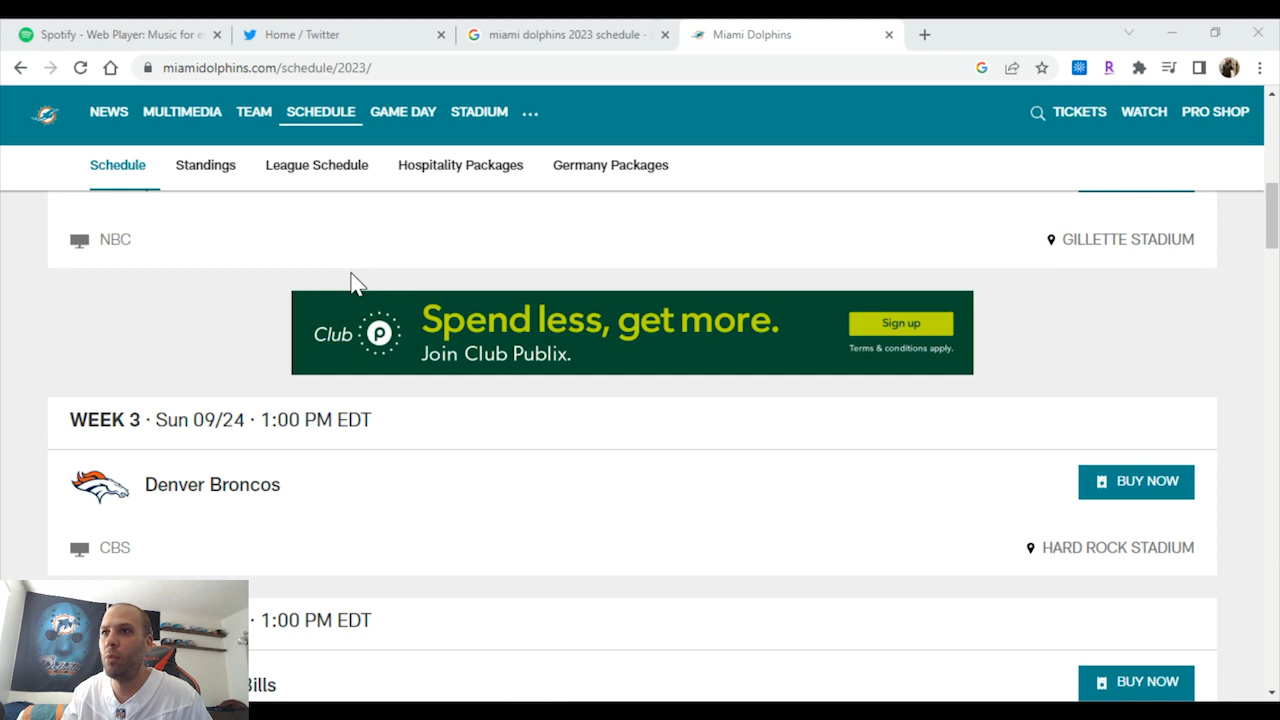 Spotify - Web Player: Music for e
Home / Twitter
miami dolphins 2023 schedule -
Miami Dolphins
miamidolphins.com/schedule/2023/
NEWS MULTIMEDIA TEAM SCHEDULE GAME DAY STADIUM ...
TICKETS WATCH PRO SHOP
Schedule Standings League Schedule Hospitality Packages Germany Packages
NBC
GILLETTE STADIUM
Club P
Spend less, get more.
Join Club Publix.
Sign up
Terms & conditions apply.
WEEK 3 · Sun 09/24 · 1:00 PM EDT
Denver Broncos
BUY NOW
CBS
HARD ROCK STADIUM
· 1:00 PM EDT
Bills
BUY NOW